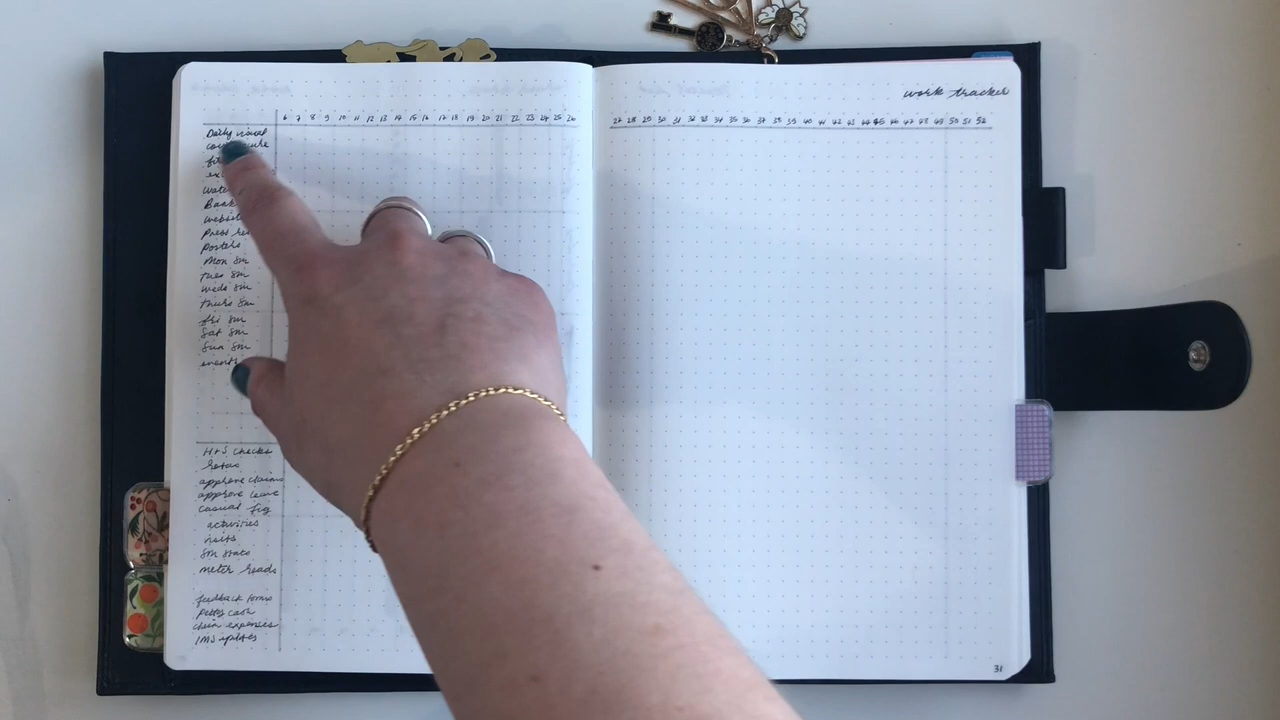 work tracker
6 7 8 9 10 11 12 13 14 15 16 17 18 19 20 21 22 23 24 25 26
27 28 29 30 31 32 33 34 35 36 37 38 39 40 41 42 43 44 45 46 47 48 49 50 51 52
Daily visual
Mon Sm
Tues Sm
weds Sm
thurs Sm
fri Sm
Sat Sm
Sun Sm
events
posters
H+S checks
rotas
approve claims
approve leave
casual fig
activities
visits
Sm stats
meter reads
feedback forms
petty cash
claim expenses
31